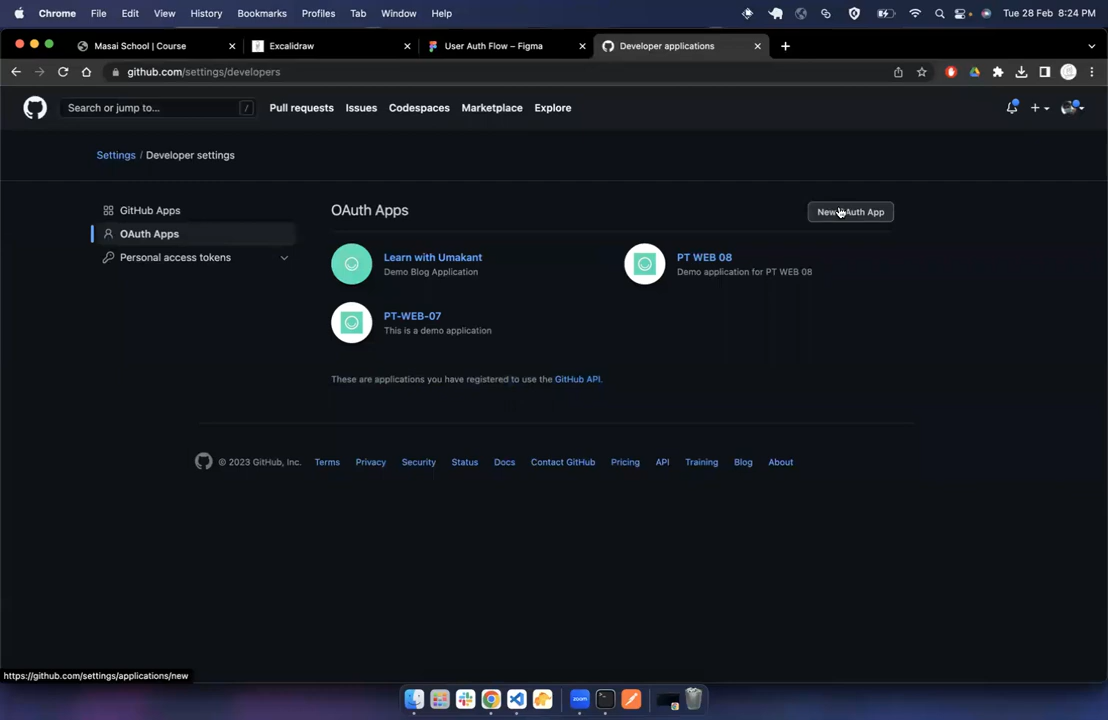 Chrome File Edit View History Bookmarks Profiles Tab Window Help Tue 28 Feb 8:24 PM
Masai School | Course Excalidraw User Auth Flow – Figma Developer applications
github.com/settings/developers
Search or jump to... / Pull requests Issues Codespaces Marketplace Explore
Settings / Developer settings
GitHub Apps
OAuth Apps
Personal access tokens
OAuth Apps
New OAuth App
Learn with Umakant
Demo Blog Application
PT WEB 08
Demo application for PT WEB 08
PT-WEB-07
This is a demo application
These are applications you have registered to use the GitHub API.
© 2023 GitHub, Inc. Terms Privacy Security Status Docs Contact GitHub Pricing API Training Blog About
https://github.com/settings/applications/new
zoom